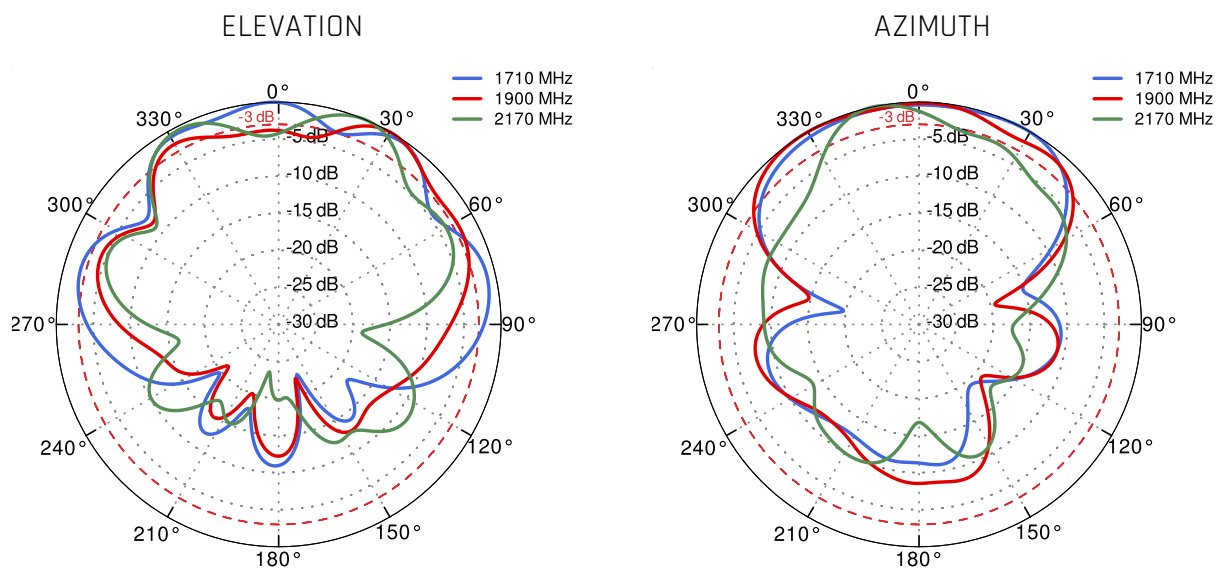 ELEVATION
1710 MHz
1900 MHz
2170 MHz
0°
330°
30°
-3 dB
-5 dB
-10 dB
300°
60°
-15 dB
-20 dB
-25 dB
270°
-30 dB
90°
240°
120°
210°
150°
180°
AZIMUTH
1710 MHz
1900 MHz
2170 MHz
0°
330°
30°
-3 dB
-5 dB
-10 dB
300°
60°
-15 dB
-20 dB
-25 dB
270°
-30 dB
90°
240°
120°
210°
150°
180°